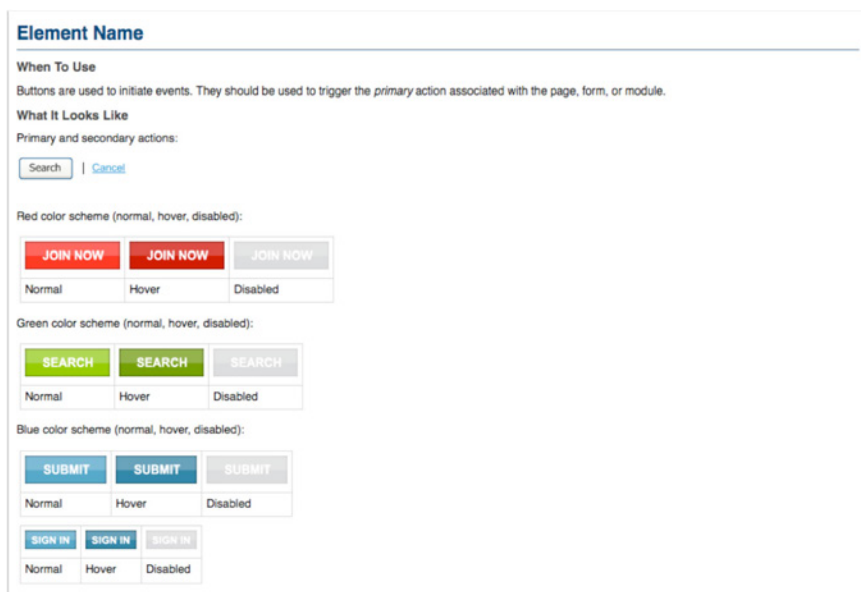 Element Name
When To Use
Buttons are used to initiate events. They should be used to trigger the primary action associated with the page, form, or module.
What It Looks Like
Primary and secondary actions:
Search | Cancel
Red color scheme (normal, hover, disabled):
JOIN NOW JOIN NOW JOIN NOW
Normal Hover Disabled
Green color scheme (normal, hover, disabled):
SEARCH SEARCH SEARCH
Normal Hover Disabled
Blue color scheme (normal, hover, disabled):
SUBMIT SUBMIT SUBMIT
Normal Hover Disabled
SIGN IN SIGN IN SIGN IN
Normal Hover Disabled